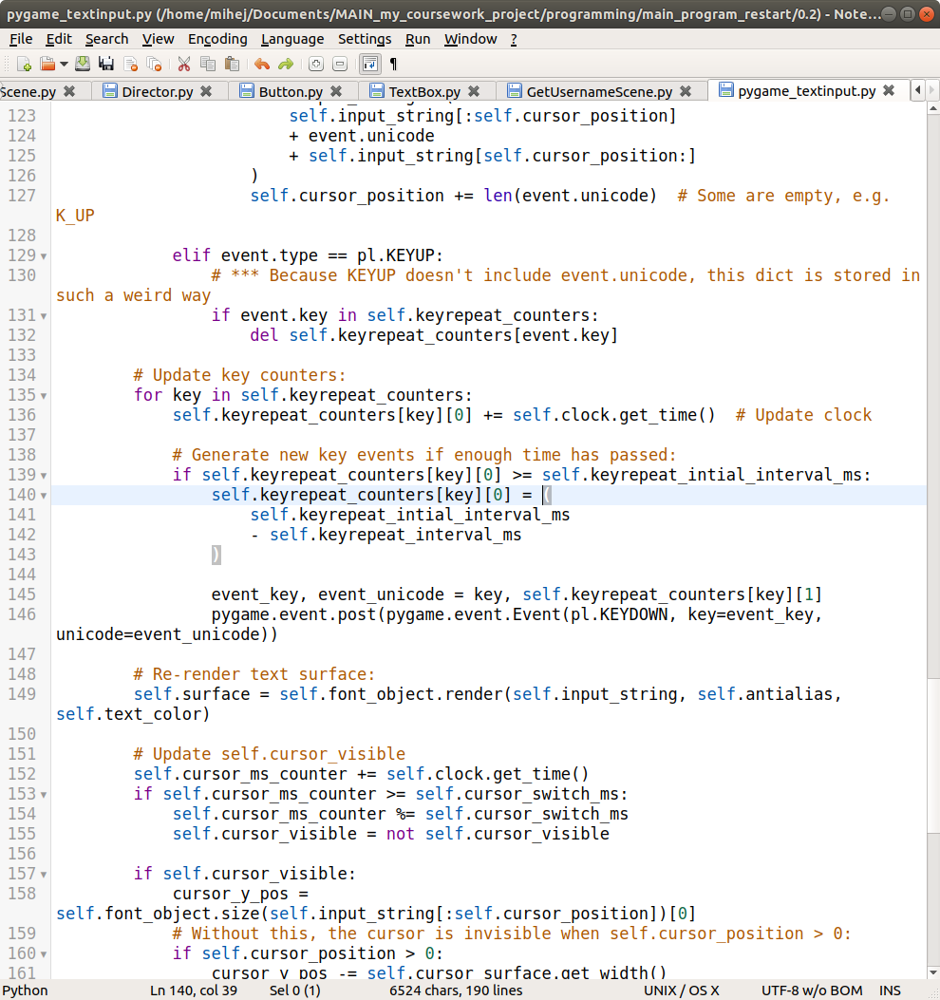 pygame_textinput.py (/home/mihej/Documents/MAIN_my_coursework_project/programming/main_program_restart/0.2) - Note...
File Edit Search View Encoding Language Settings Run Window ?
Scene.py Director.py Button.py TextBox.py GetUsernameScene.py pygame_textinput.py
123 self.input_string[:self.cursor_position]
124 + event.unicode
125 + self.input_string[self.cursor_position:]
126 )
127 self.cursor_position += len(event.unicode)  # Some are empty, e.g.
K_UP
128
129 elif event.type == pl.KEYUP:
130 # *** Because KEYUP doesn't include event.unicode, this dict is stored in
such a weird way
131 if event.key in self.keyrepeat_counters:
132 del self.keyrepeat_counters[event.key]
133
134 # Update key counters:
135 for key in self.keyrepeat_counters:
136 self.keyrepeat_counters[key][0] += self.clock.get_time()  # Update clock
137
138 # Generate new key events if enough time has passed:
139 if self.keyrepeat_counters[key][0] >= self.keyrepeat_intial_interval_ms:
140 self.keyrepeat_counters[key][0] = (
141 self.keyrepeat_intial_interval_ms
142 - self.keyrepeat_interval_ms
143 )
144
145 event_key, event_unicode = key, self.keyrepeat_counters[key][1]
146 pygame.event.post(pygame.event.Event(pl.KEYDOWN, key=event_key,
unicode=event_unicode))
147
148 # Re-render text surface:
149 self.surface = self.font_object.render(self.input_string, self.antialias,
self.text_color)
150
151 # Update self.cursor_visible
152 self.cursor_ms_counter += self.clock.get_time()
153 if self.cursor_ms_counter >= self.cursor_switch_ms:
154 self.cursor_ms_counter %= self.cursor_switch_ms
155 self.cursor_visible = not self.cursor_visible
156
157 if self.cursor_visible:
158 cursor_y_pos =
self.font_object.size(self.input_string[:self.cursor_position])[0]
159 # Without this, the cursor is invisible when self.cursor_position > 0:
160 if self.cursor_position > 0:
161 cursor_y_pos -= self.cursor_surface.get_width()
Python Ln 140, col 39 Sel 0 (1) 6524 chars, 190 lines UNIX / OS X UTF-8 w/o BOM INS